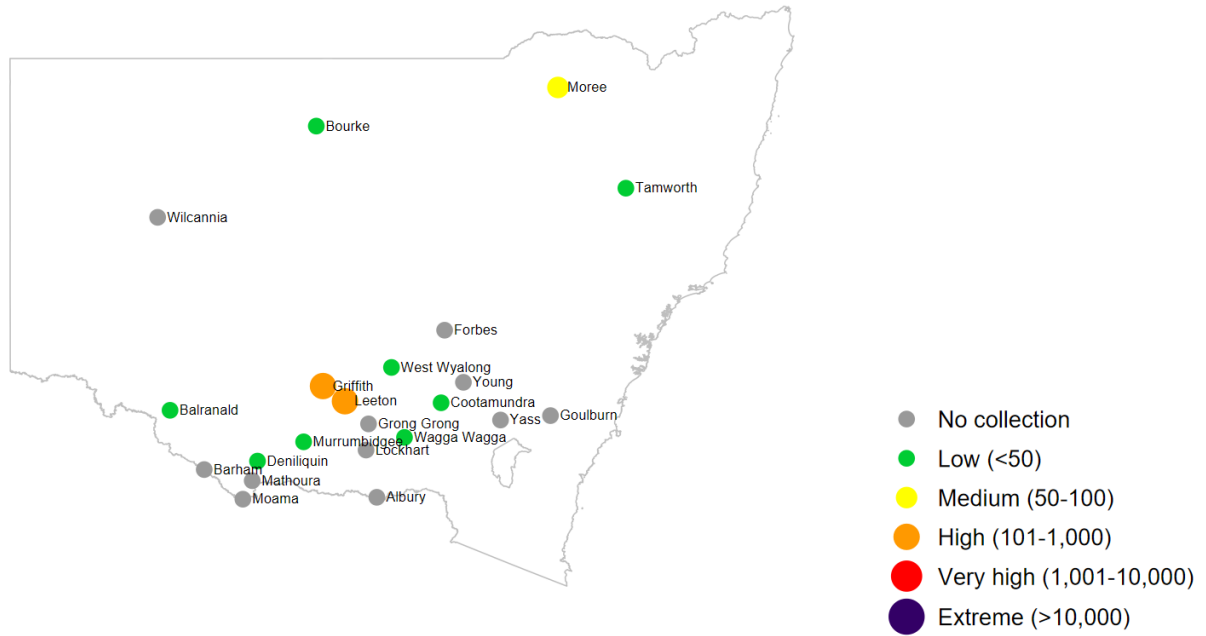 Moree
Bourke
Tamworth
Wilcannia
Forbes
West Wyalong
Young
Griffith
Leeton
Cootamundra
Balranald
Goulburn
Yass
Grong Grong
Wagga Wagga
Murrumbidgee
Lockhart
Deniliquin
Barham
Mathoura
Moama
Albury
No collection
Low (<50)
Medium (50-100)
High (101-1,000)
Very high (1,001-10,000)
Extreme (>10,000)